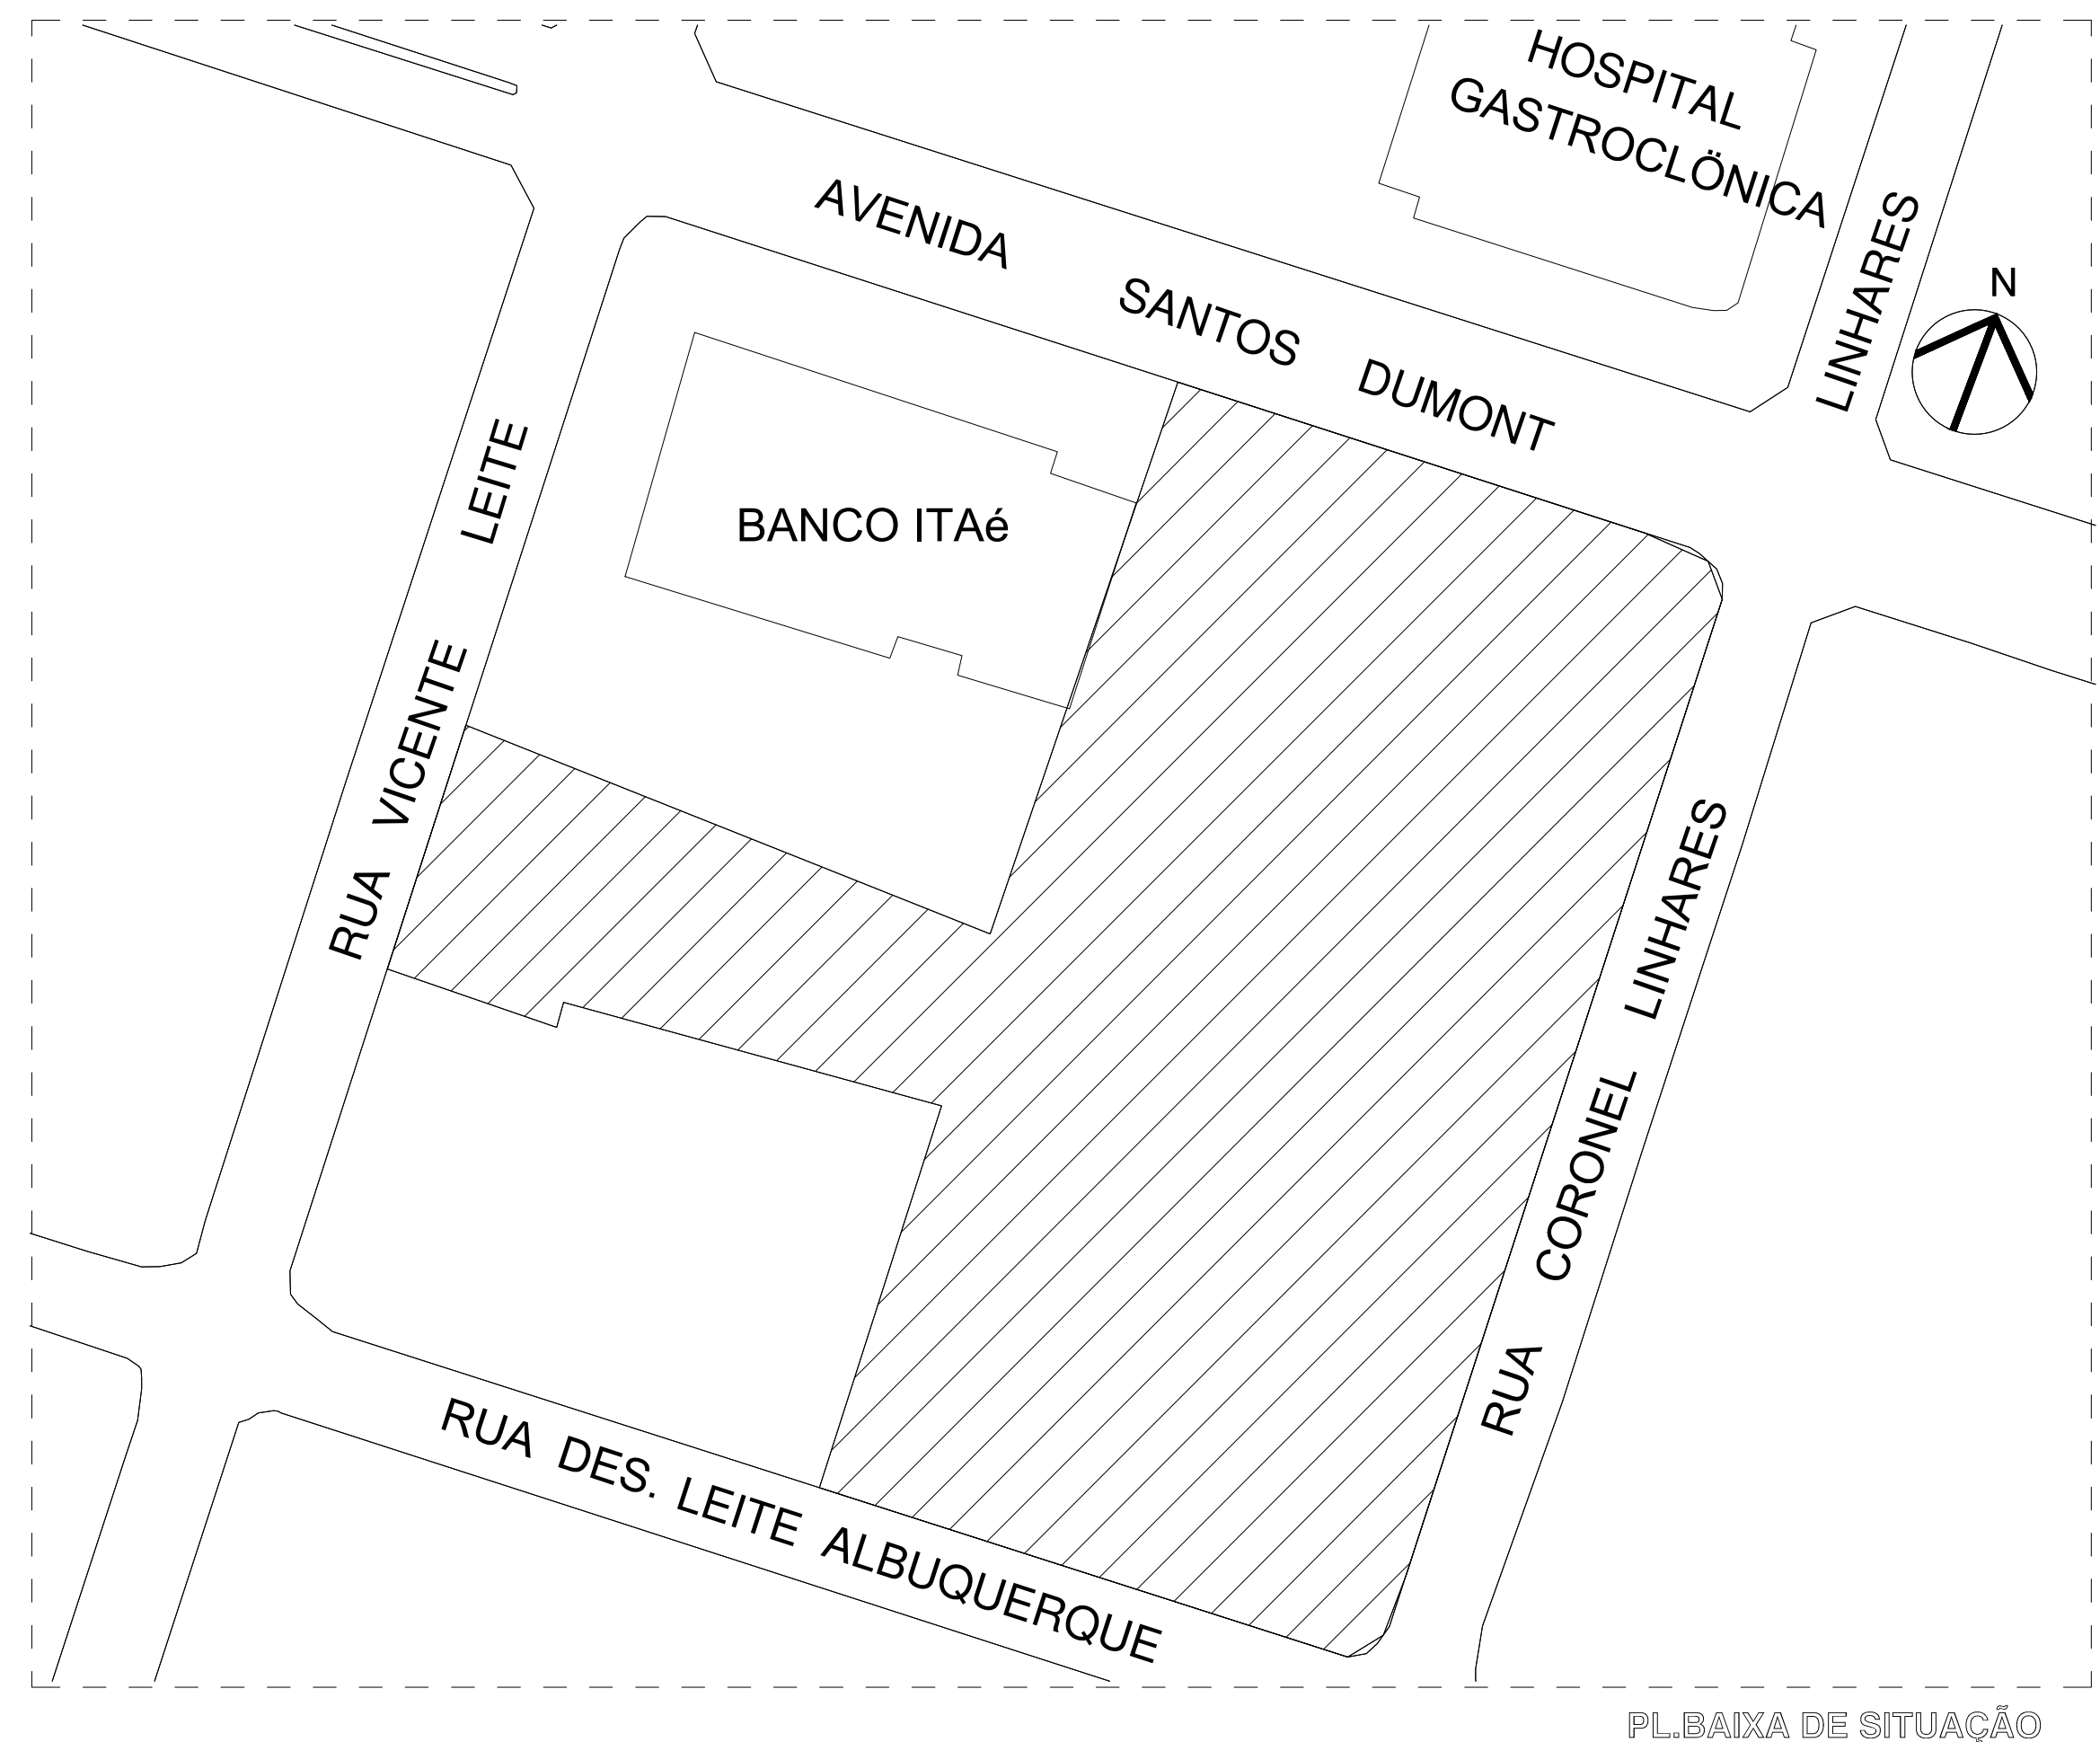 HOSPITAL
GASTROCLÖNICA
AVENIDA SANTOS DUMONT
LINHARES
N
BANCO ITAé
RUA VICENTE LEITE
RUA CORONEL LINHARES
RUA DES. LEITE ALBUQUERQUE
PL.BAIXA DE SITUAÇÃO